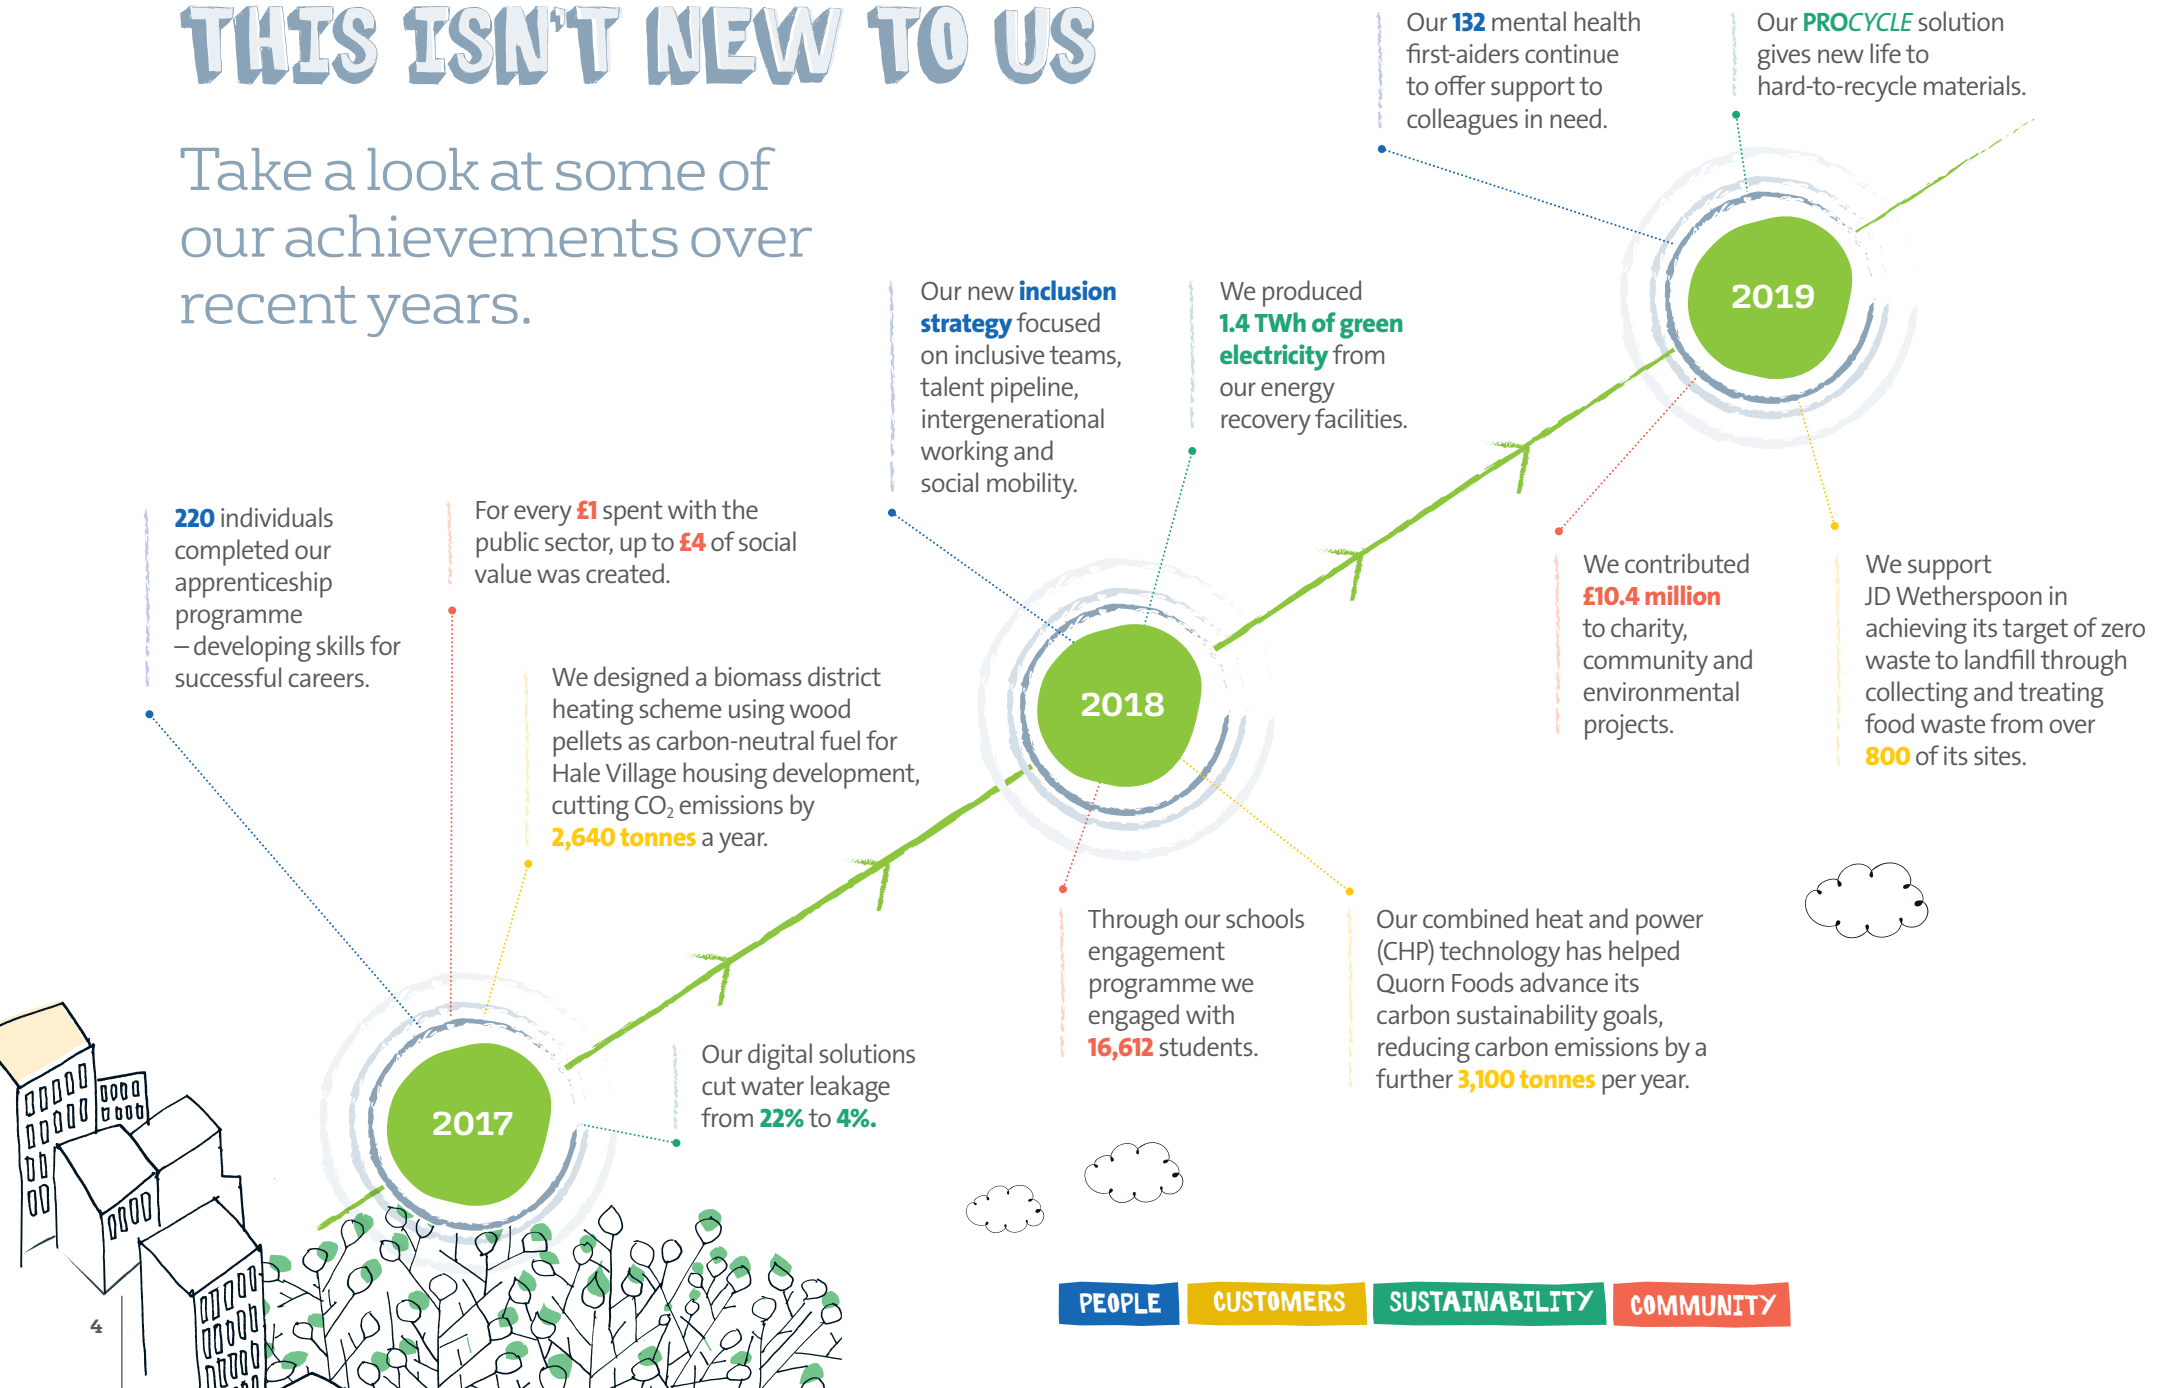 THIS ISN'T NEW TO US
Take a look at some of
our achievements over
recent years.
220 individuals
completed our
apprenticeship
programme
– developing skills for
successful careers.
For every £1 spent with the
public sector, up to £4 of social
value was created.
We designed a biomass district
heating scheme using wood
pellets as carbon-neutral fuel for
Hale Village housing development,
cutting CO₂ emissions by
2,640 tonnes a year.
2017
Our digital solutions
cut water leakage
from 22% to 4%.
Our new inclusion
strategy focused
on inclusive teams,
talent pipeline,
intergenerational
working and
social mobility.
We produced
1.4 TWh of green
electricity from
our energy
recovery facilities.
2018
Through our schools
engagement
programme we
engaged with
16,612 students.
Our combined heat and power
(CHP) technology has helped
Quorn Foods advance its
carbon sustainability goals,
reducing carbon emissions by a
further 3,100 tonnes per year.
Our 132 mental health
first-aiders continue
to offer support to
colleagues in need.
Our PROCYCLE solution
gives new life to
hard-to-recycle materials.
2019
We contributed
£10.4 million
to charity,
community and
environmental
projects.
We support
JD Wetherspoon in
achieving its target of zero
waste to landfill through
collecting and treating
food waste from over
800 of its sites.
PEOPLE
CUSTOMERS
SUSTAINABILITY
COMMUNITY
4